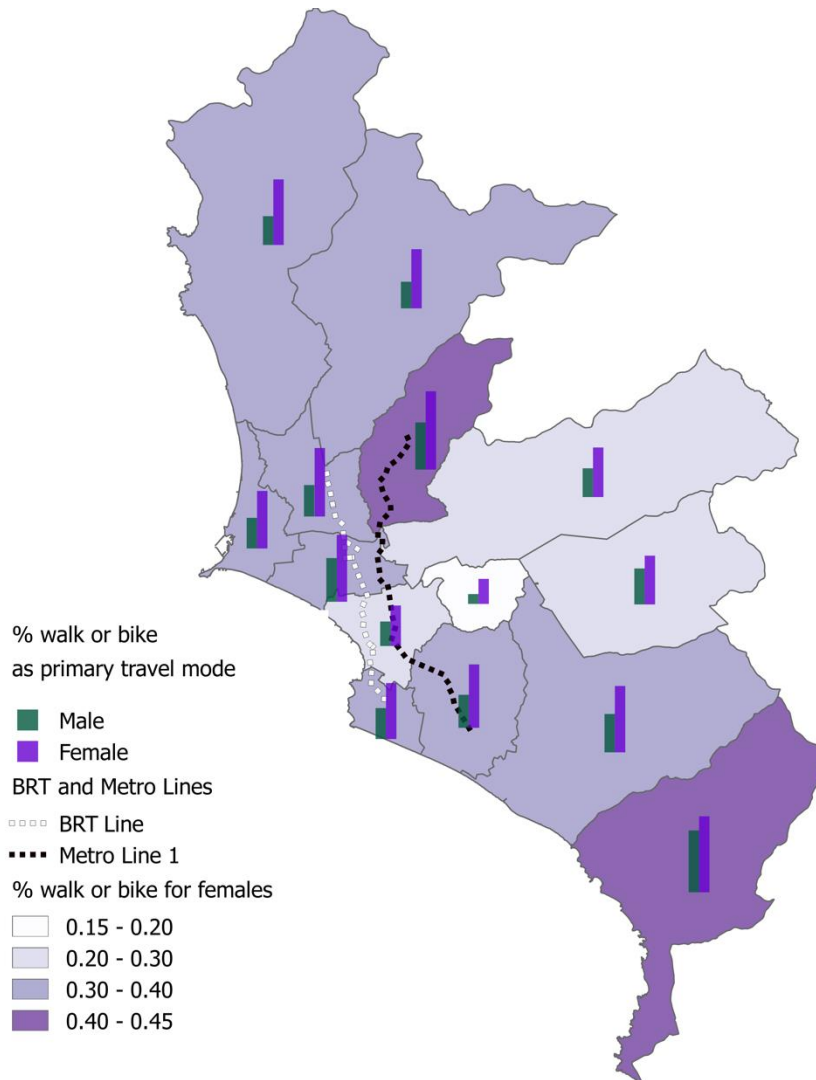 % walk or bike
as primary travel mode
Male
Female
BRT and Metro Lines
BRT Line
Metro Line 1
% walk or bike for females
0.15 - 0.20
0.20 - 0.30
0.30 - 0.40
0.40 - 0.45